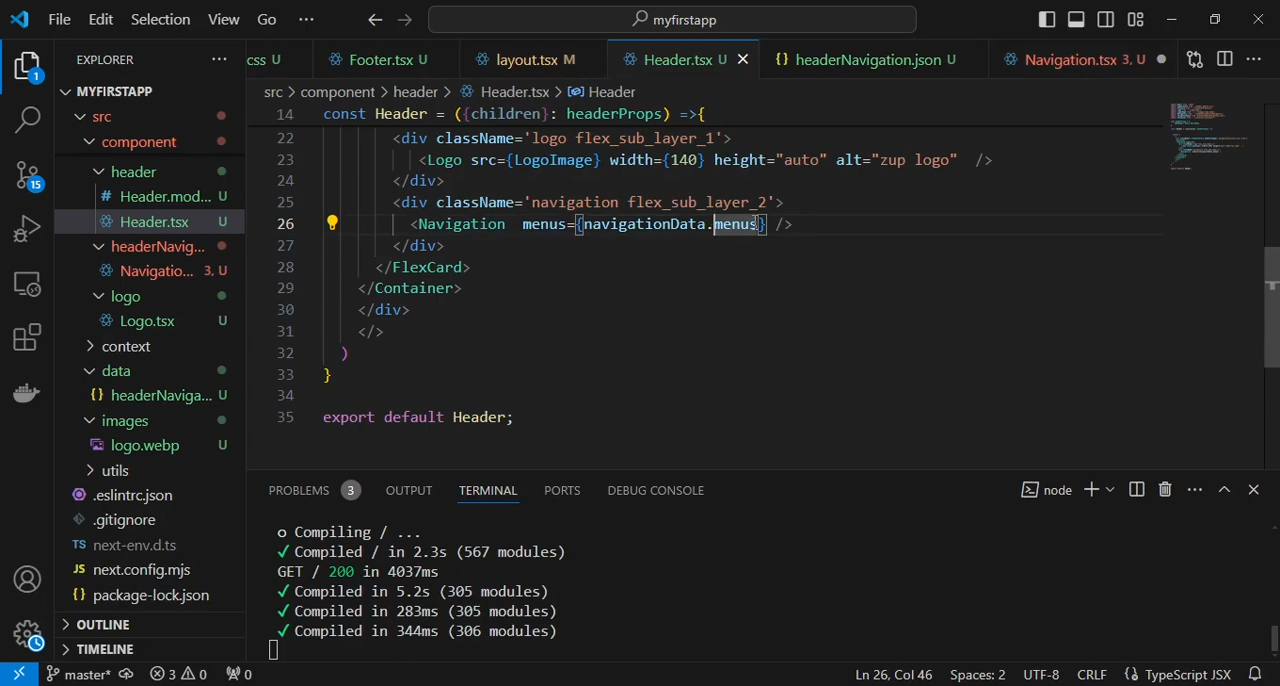 File Edit Selection View Go ··· myfirstapp
EXPLORER ···
css U Footer.tsx U layout.tsx M Header.tsx U headerNavigation.json U Navigation.tsx 3, U
MYFIRSTAPP
src
component
header
Header.mod... U
Header.tsx U
headerNavig...
Navigatio... 3, U
logo
Logo.tsx U
context
data
headerNaviga... U
images
logo.webp U
utils
.eslintrc.json
.gitignore
next-env.d.ts
next.config.mjs
package-lock.json
OUTLINE
TIMELINE
1
15
src > component > header > Header.tsx > Header
14 const Header = ({children}: headerProps) =>{
22 <div className='logo flex_sub_layer_1'>
23 <Logo src={LogoImage} width={140} height="auto" alt="zup logo" />
24 </div>
25 <div className='navigation flex_sub_layer_2'>
26 <Navigation menus={navigationData.menus} />
27 </div>
28 </FlexCard>
29 </Container>
30 </div>
31 </>
32 )
33 }
34
35 export default Header;
PROBLEMS 3 OUTPUT TERMINAL PORTS DEBUG CONSOLE node
o Compiling / ...
✓ Compiled / in 2.3s (567 modules)
GET / 200 in 4037ms
✓ Compiled in 5.2s (305 modules)
✓ Compiled in 283ms (305 modules)
✓ Compiled in 344ms (306 modules)
master* 3 0 0 Ln 26, Col 46 Spaces: 2 UTF-8 CRLF TypeScript JSX